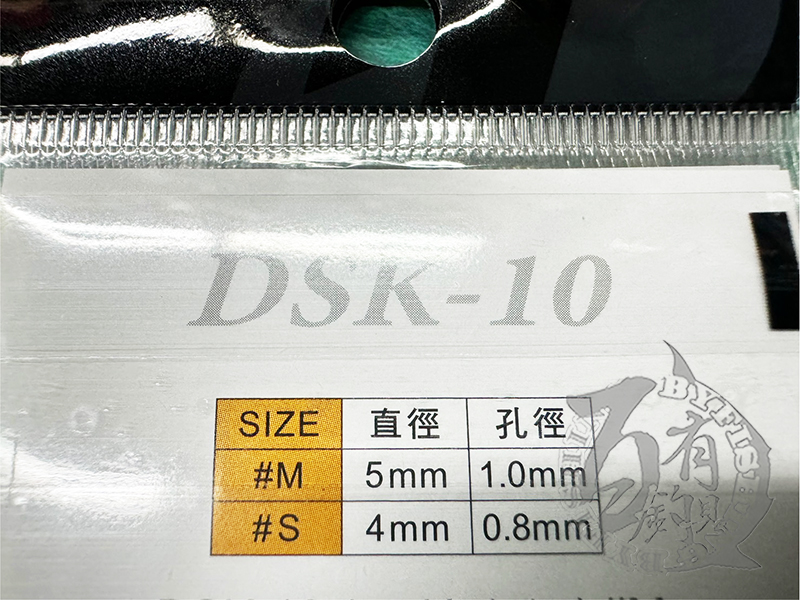 DSK-10
SIZE 直徑 孔徑
#M 5mm 1.0mm
#S 4mm 0.8mm